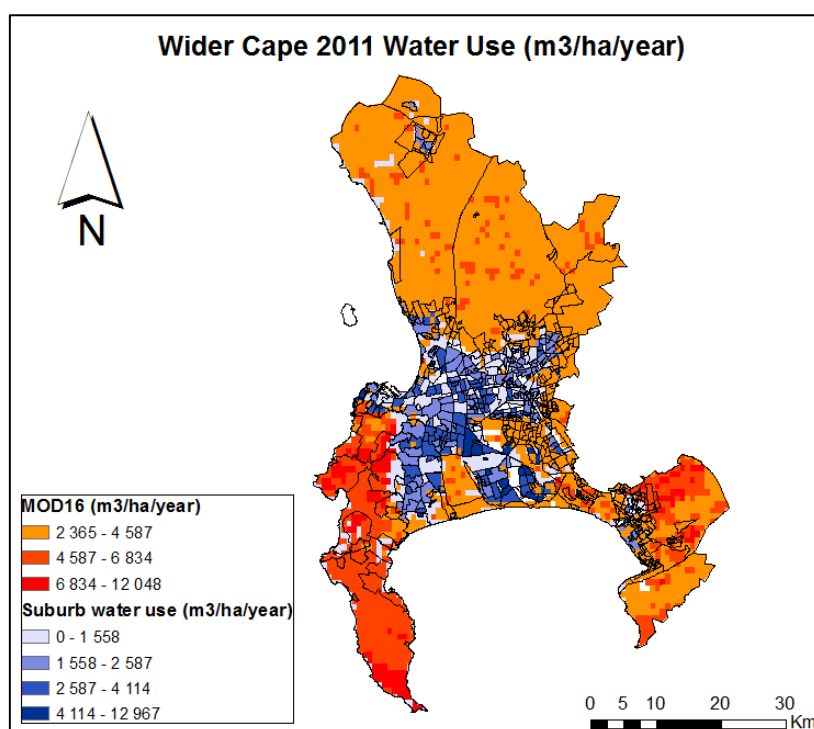 Wider Cape 2011 Water Use (m3/ha/year)
N
MOD16 (m3/ha/year)
2 365 - 4 587
4 587 - 6 834
6 834 - 12 048
Suburb water use (m3/ha/year)
0 - 1 558
1 558 - 2 587
2 587 - 4 114
4 114 - 12 967
0 5 10 20 30
Km